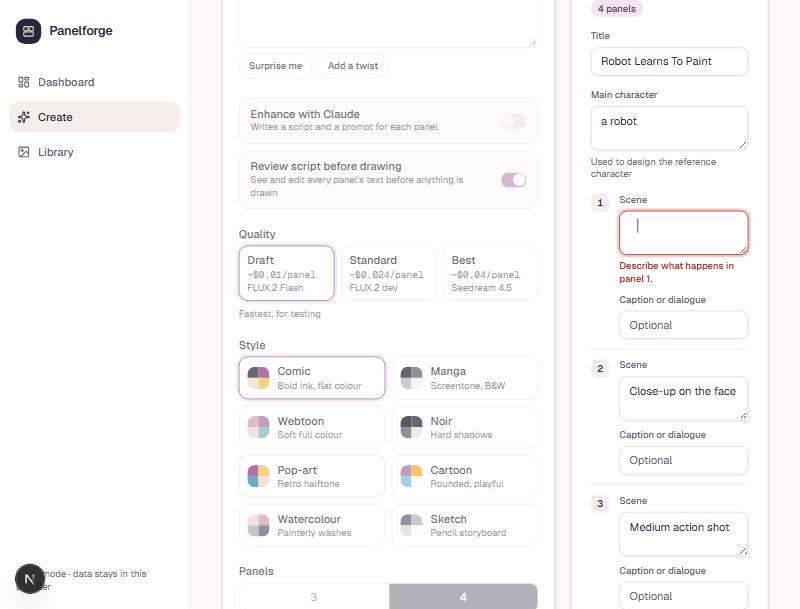 Panelforge
Dashboard
Create
Library
mode · data stays in this
N
Surprise me
Add a twist
Enhance with Claude
Writes a script and a prompt for each panel
Review script before drawing
See and edit every panel's text before anything is
drawn
Quality
Draft
~$0.01/panel
FLUX.2 Flash
Standard
~$0.024/panel
FLUX.2 dev
Best
~$0.04/panel
Seedream 4.5
Fastest, for testing
Style
Comic
Bold ink, flat colour
Manga
Screentone, B&W
Webtoon
Soft full colour
Noir
Hard shadows
Pop-art
Retro halftone
Cartoon
Rounded, playful
Watercolour
Painterly washes
Sketch
Pencil storyboard
Panels
3
4
4 panels
Title
Robot Learns To Paint
Main character
a robot
Used to design the reference
character
1
Scene
Describe what happens in
panel 1.
Caption or dialogue
Optional
2
Scene
Close-up on the face
Caption or dialogue
Optional
3
Scene
Medium action shot
Caption or dialogue
Optional